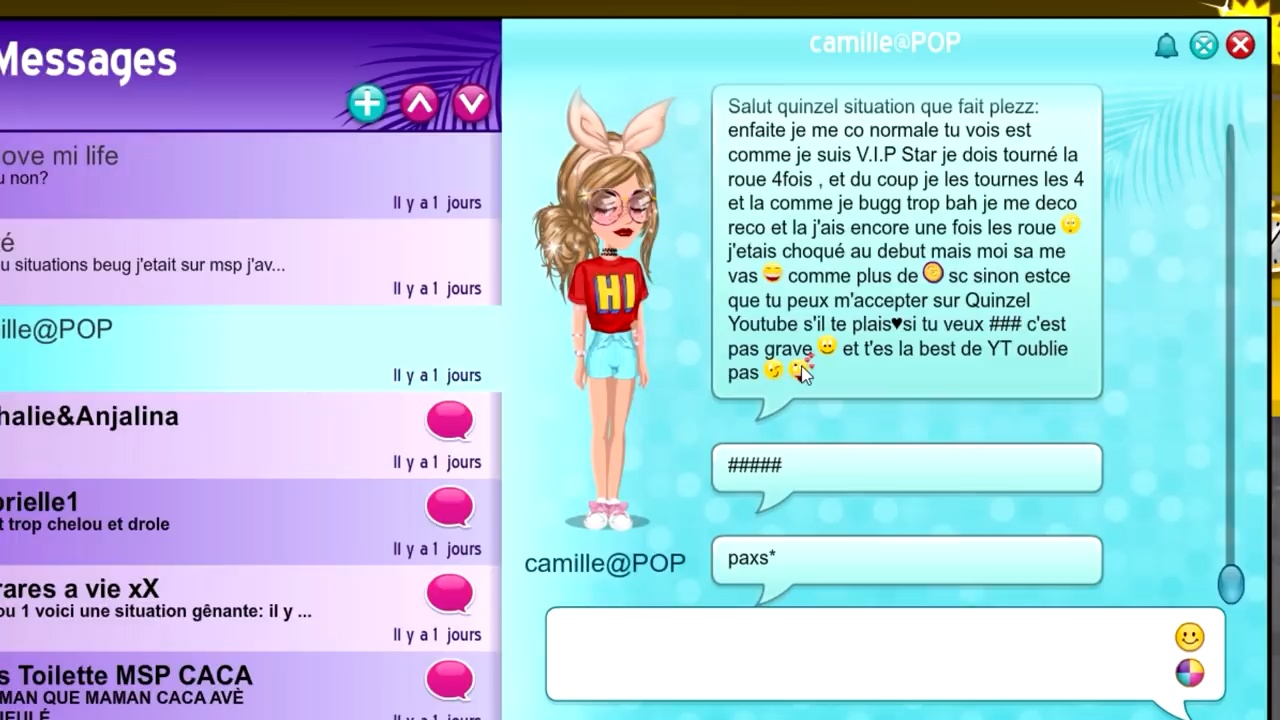 Messages
ove mi life
u non?
Il y a 1 jours
é
u situations beug j'etait sur msp j'av...
Il y a 1 jours
ille@POP
Il y a 1 jours
halie&Anjalina
Il y a 1 jours
rielle1
t trop chelou et drole
Il y a 1 jours
rares a vie xX
ou 1 voici une situation gênante: il y ...
Il y a 1 jours
s Toilette MSP CACA
MAN QUE MAMAN CACA AVÈ
Il y a 1 jours
camille@POP
Salut quinzel situation que fait plezz:
enfaite je me co normale tu vois est
comme je suis V.I.P Star je dois tourné la
roue 4fois , et du coup je les tournes les 4
et la comme je bugg trop bah je me deco
reco et la j'ais encore une fois les roue
j'etais choqué au debut mais moi sa me
vas comme plus de sc sinon estce
que tu peux m'accepter sur Quinzel
Youtube s'il te plais♥si tu veux ### c'est
pas grave et t'es la best de YT oublie
pas
#####
paxs*
HI
camille@POP